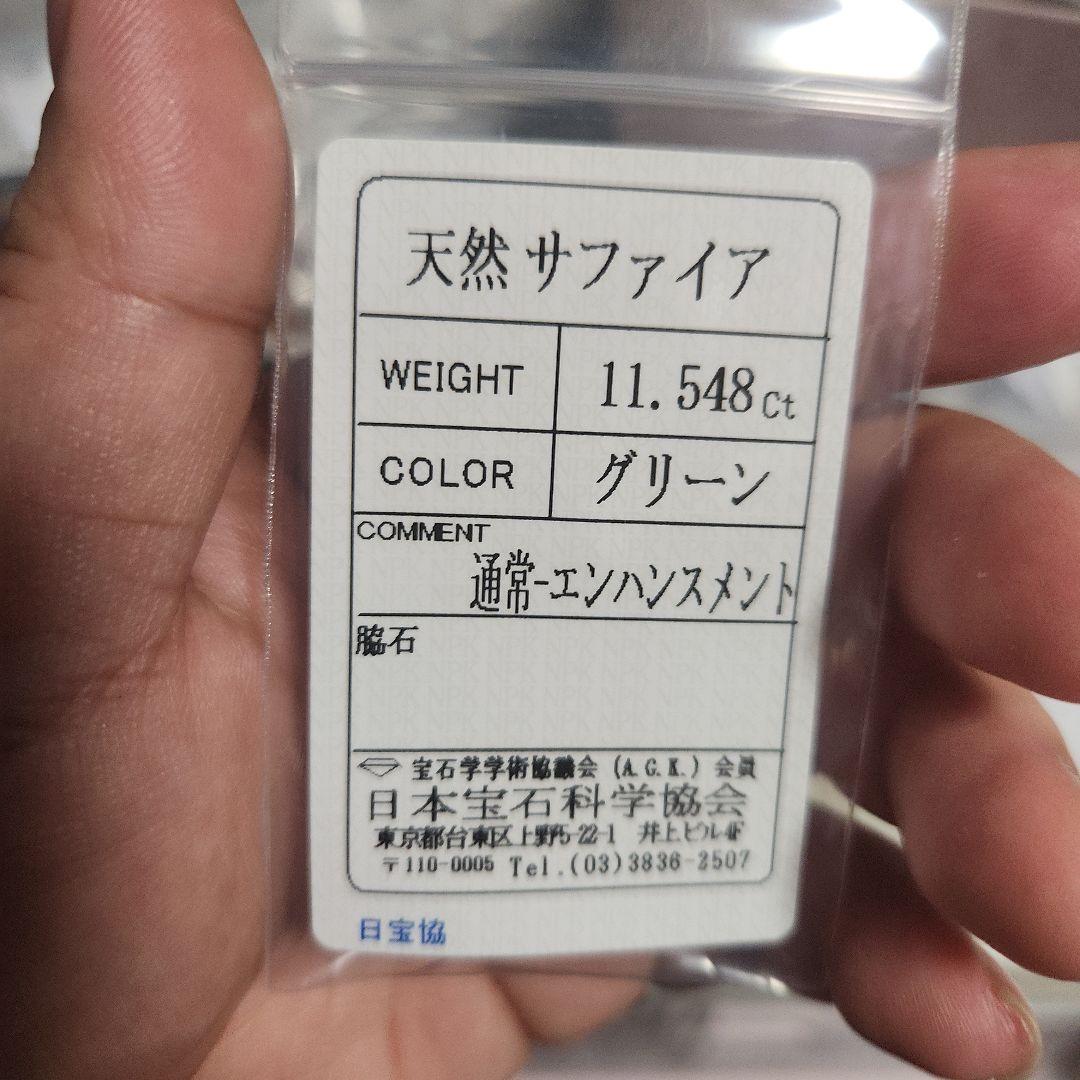 天然 サファイア
WEIGHT 11.548 Ct
COLOR グリーン
COMMENT
通常-エンハンスメント
脇石
宝石学学術協議会 (A.G.K.) 会員
日本宝石科学協会
東京都台東区上野5-22-1 井上ビル4F
〒110-0005 Tel.(03)3836-2507
日宝協